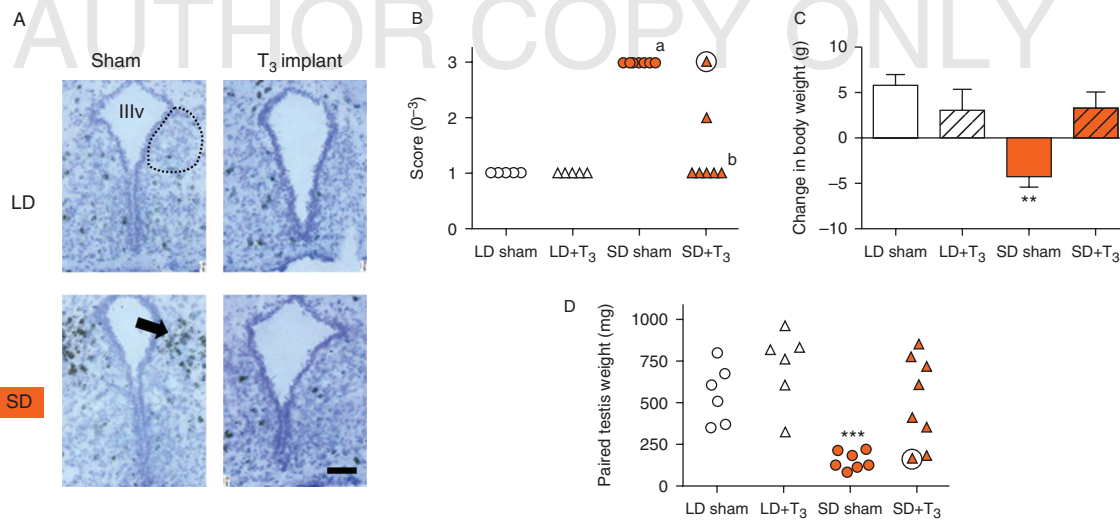 AUTHOR COPY ONLY
A
Sham
T3 implant
IIIv
LD
SD
B
Score (0–3)
3
2
1
0
a
b
LD sham
LD+T3
SD sham
SD+T3
C
Change in body weight (g)
10
5
0
−5
−10
**
LD sham
LD+T3
SD sham
SD+T3
D
Paired testis weight (mg)
1000
750
500
250
0
***
LD sham
LD+T3
SD sham
SD+T3